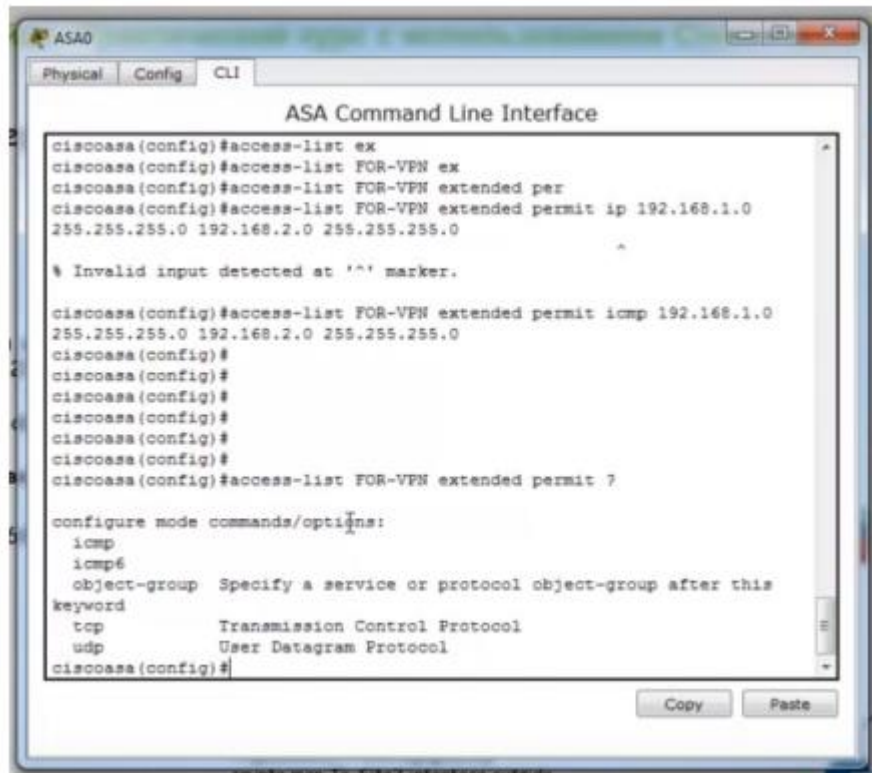 ASA0
Physical Config CLI
ASA Command Line Interface
ciscoasa(config)#access-list ex
ciscoasa(config)#access-list FOR-VPN ex
ciscoasa(config)#access-list FOR-VPN extended per
ciscoasa(config)#access-list FOR-VPN extended permit ip 192.168.1.0
255.255.255.0 192.168.2.0 255.255.255.0
^
% Invalid input detected at '^' marker.
ciscoasa(config)#access-list FOR-VPN extended permit icmp 192.168.1.0
255.255.255.0 192.168.2.0 255.255.255.0
ciscoasa(config)#
ciscoasa(config)#
ciscoasa(config)#
ciscoasa(config)#
ciscoasa(config)#
ciscoasa(config)#
ciscoasa(config)#access-list FOR-VPN extended permit ?
configure mode commands/options:
icmp
icmp6
object-group Specify a service or protocol object-group after this
keyword
tcp Transmission Control Protocol
udp User Datagram Protocol
ciscoasa(config)#
Copy Paste